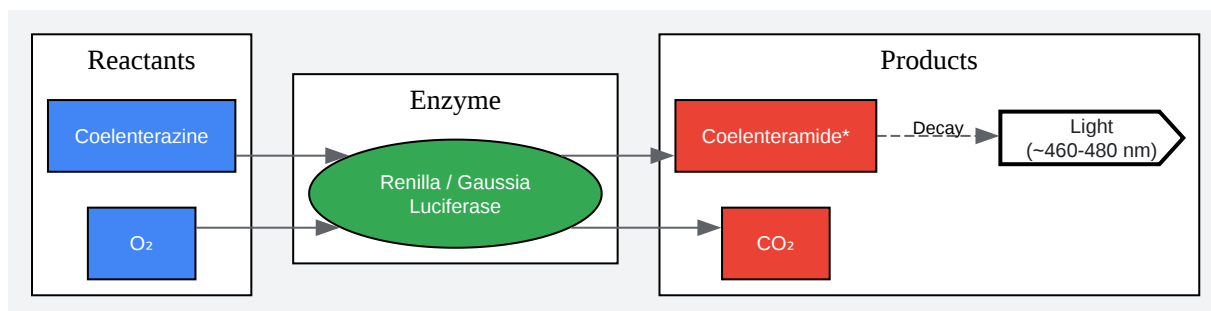 Reactants
Coelenterazine
O₂
Enzyme
Renilla / Gaussia
Luciferase
Products
Coelenteramide*
CO₂
Decay
Light
(~460-480 nm)